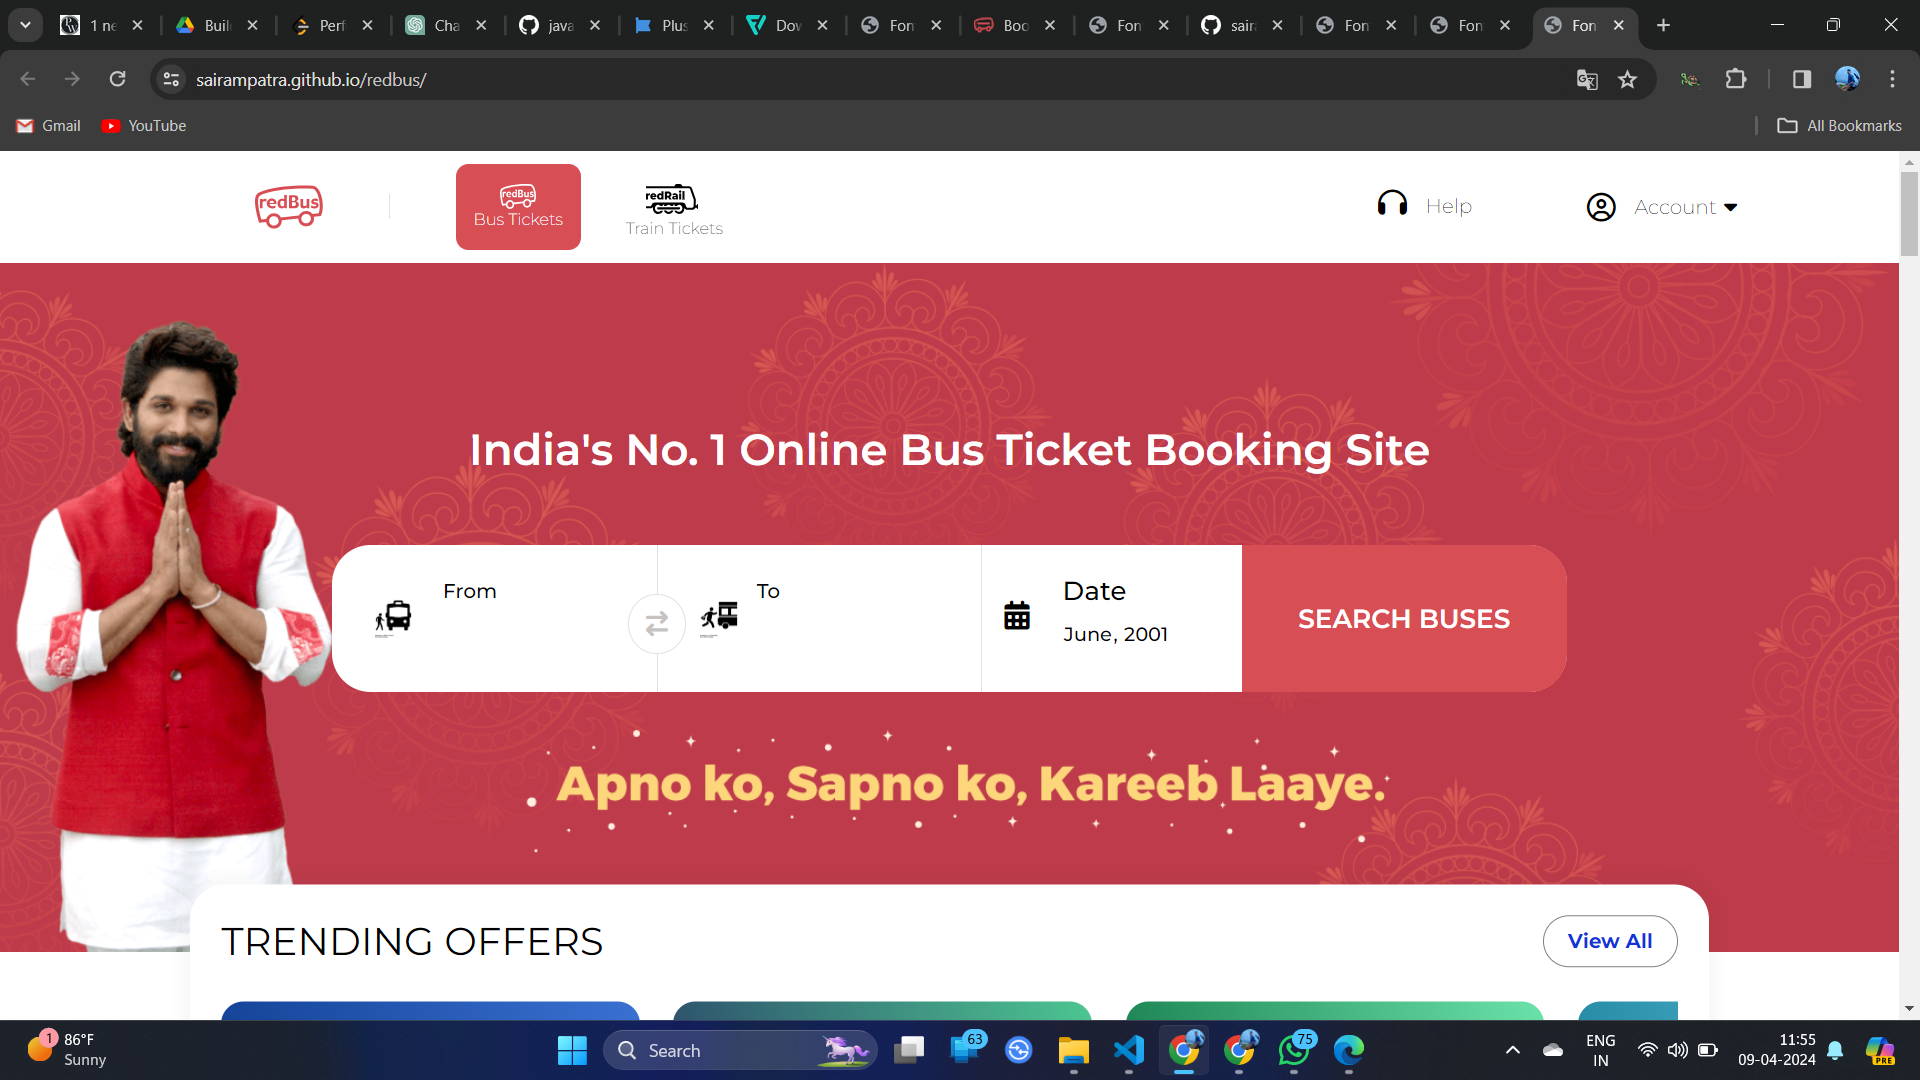 1 ne
Buil
Perf
Cha
java
Plus
Dov
Fon
Boo
Fon
sair
Fon
Fon
Fon
sairampatra.github.io/redbus/
Gmail
YouTube
All Bookmarks
redBus
redBus
Bus Tickets
redRail
Train Tickets
Help
Account
India's No. 1 Online Bus Ticket Booking Site
From
To
Date
June, 2001
SEARCH BUSES
Apno ko, Sapno ko, Kareeb Laaye.
TRENDING OFFERS
View All
1
86°F
Sunny
Search
63
75
ENG
IN
11:55
09-04-2024
PRE